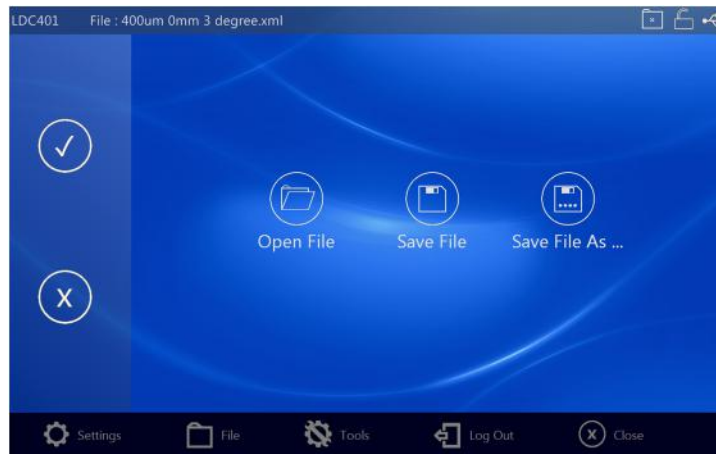 LDC401 File : 400um 0mm 3 degree.xml
Open File Save File Save File As ...
Settings File Tools Log Out Close